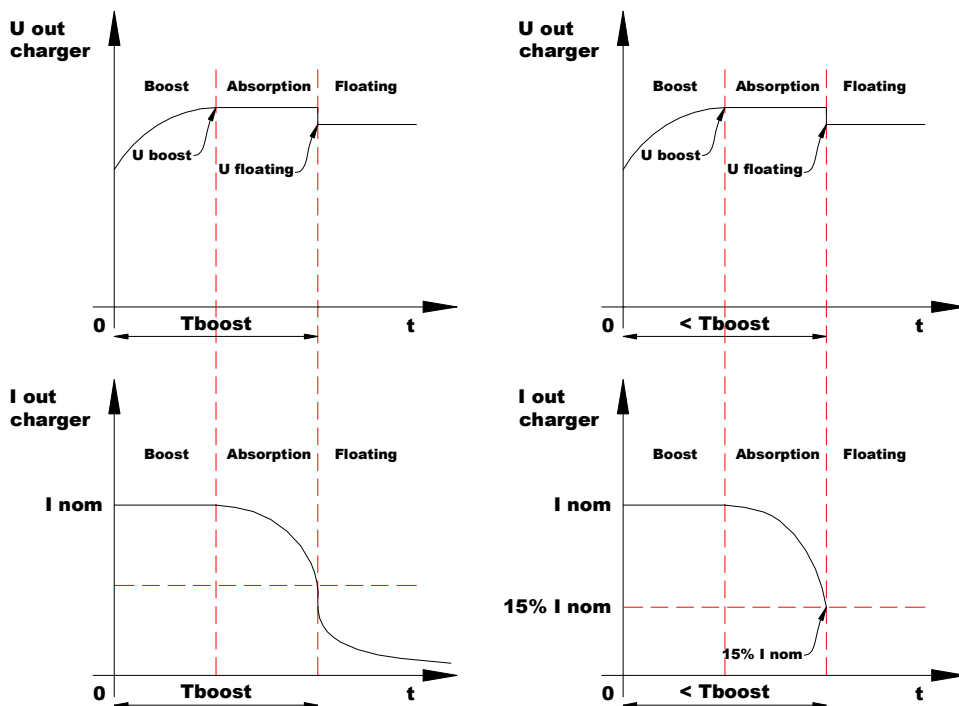 U out
charger
Boost
Absorption
Floating
U boost
U floating
0
Tboost
t
U out
charger
Boost
Absorption
Floating
U boost
U floating
0
< Tboost
t
I out
charger
Boost
Absorption
Floating
I nom
0
Tboost
t
I out
charger
Boost
Absorption
Floating
I nom
15% I nom
15% I nom
0
< Tboost
t